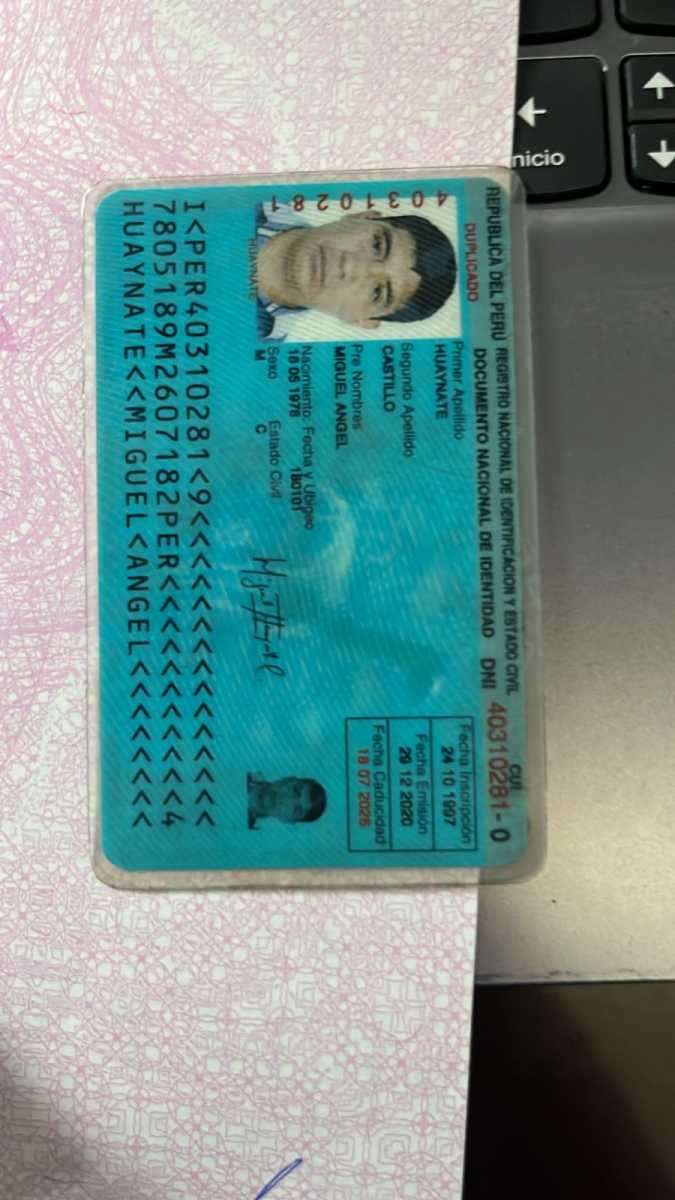 nicio
REPUBLICA DEL PERU REGISTRO NACIONAL DE IDENTIFICACION Y ESTADO CIVIL
DUPLICADO
DOCUMENTO NACIONAL DE IDENTIDAD DNI 40310281 - 0
CUI
40310281
HUAYNATE
Primer Apellido
HUAYNATE
Segundo Apellido
CASTILLO
Pre Nombres
MIGUEL ANGEL
Nacimiento: Fecha y Ubigeo
18 05 1978 180101
Sexo Estado Civil
M C
Fecha Inscripción
24 10 1997
Fecha Emisión
29 12 2020
Fecha Caducidad
18 07 2026
I<PER40310281<9<<<<<<<<<<<<<<<
7805189M2607182PER<<<<<<<<<<<4
HUAYNATE<<MIGUEL<ANGEL<<<<<<<<